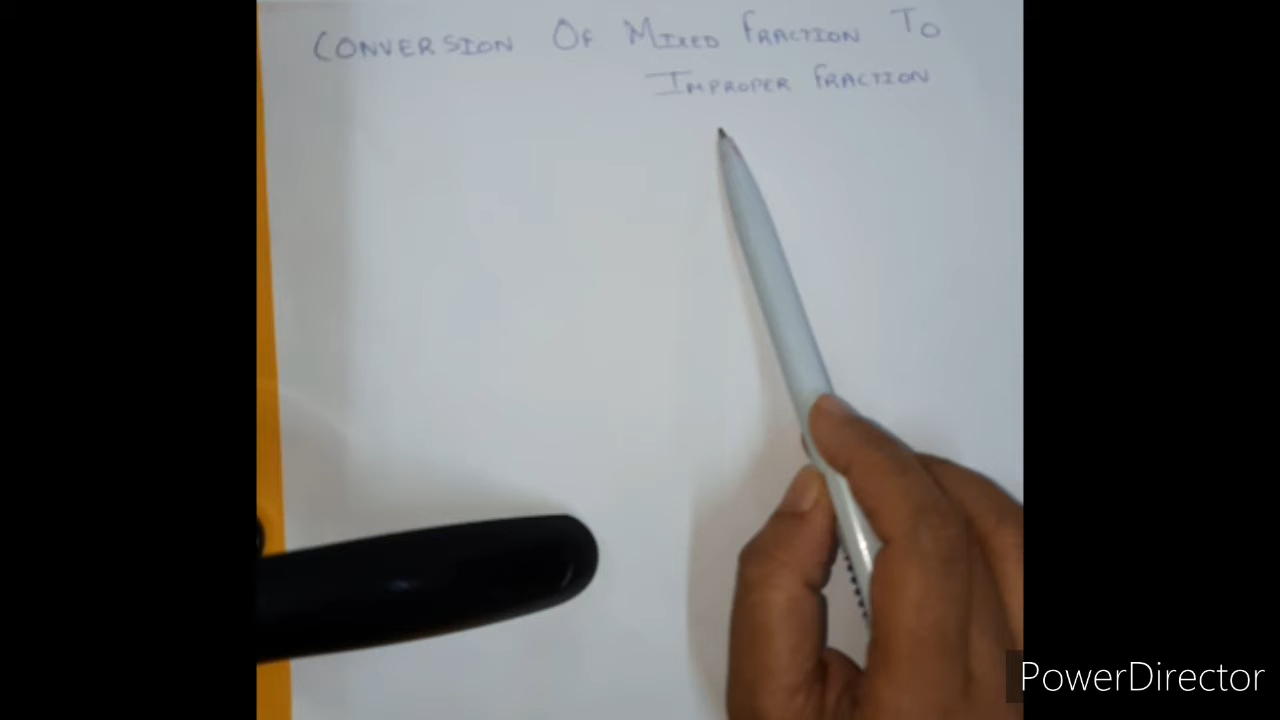 CONVERSION OF MIXED FRACTION TO
IMPROPER FRACTION
PowerDirector